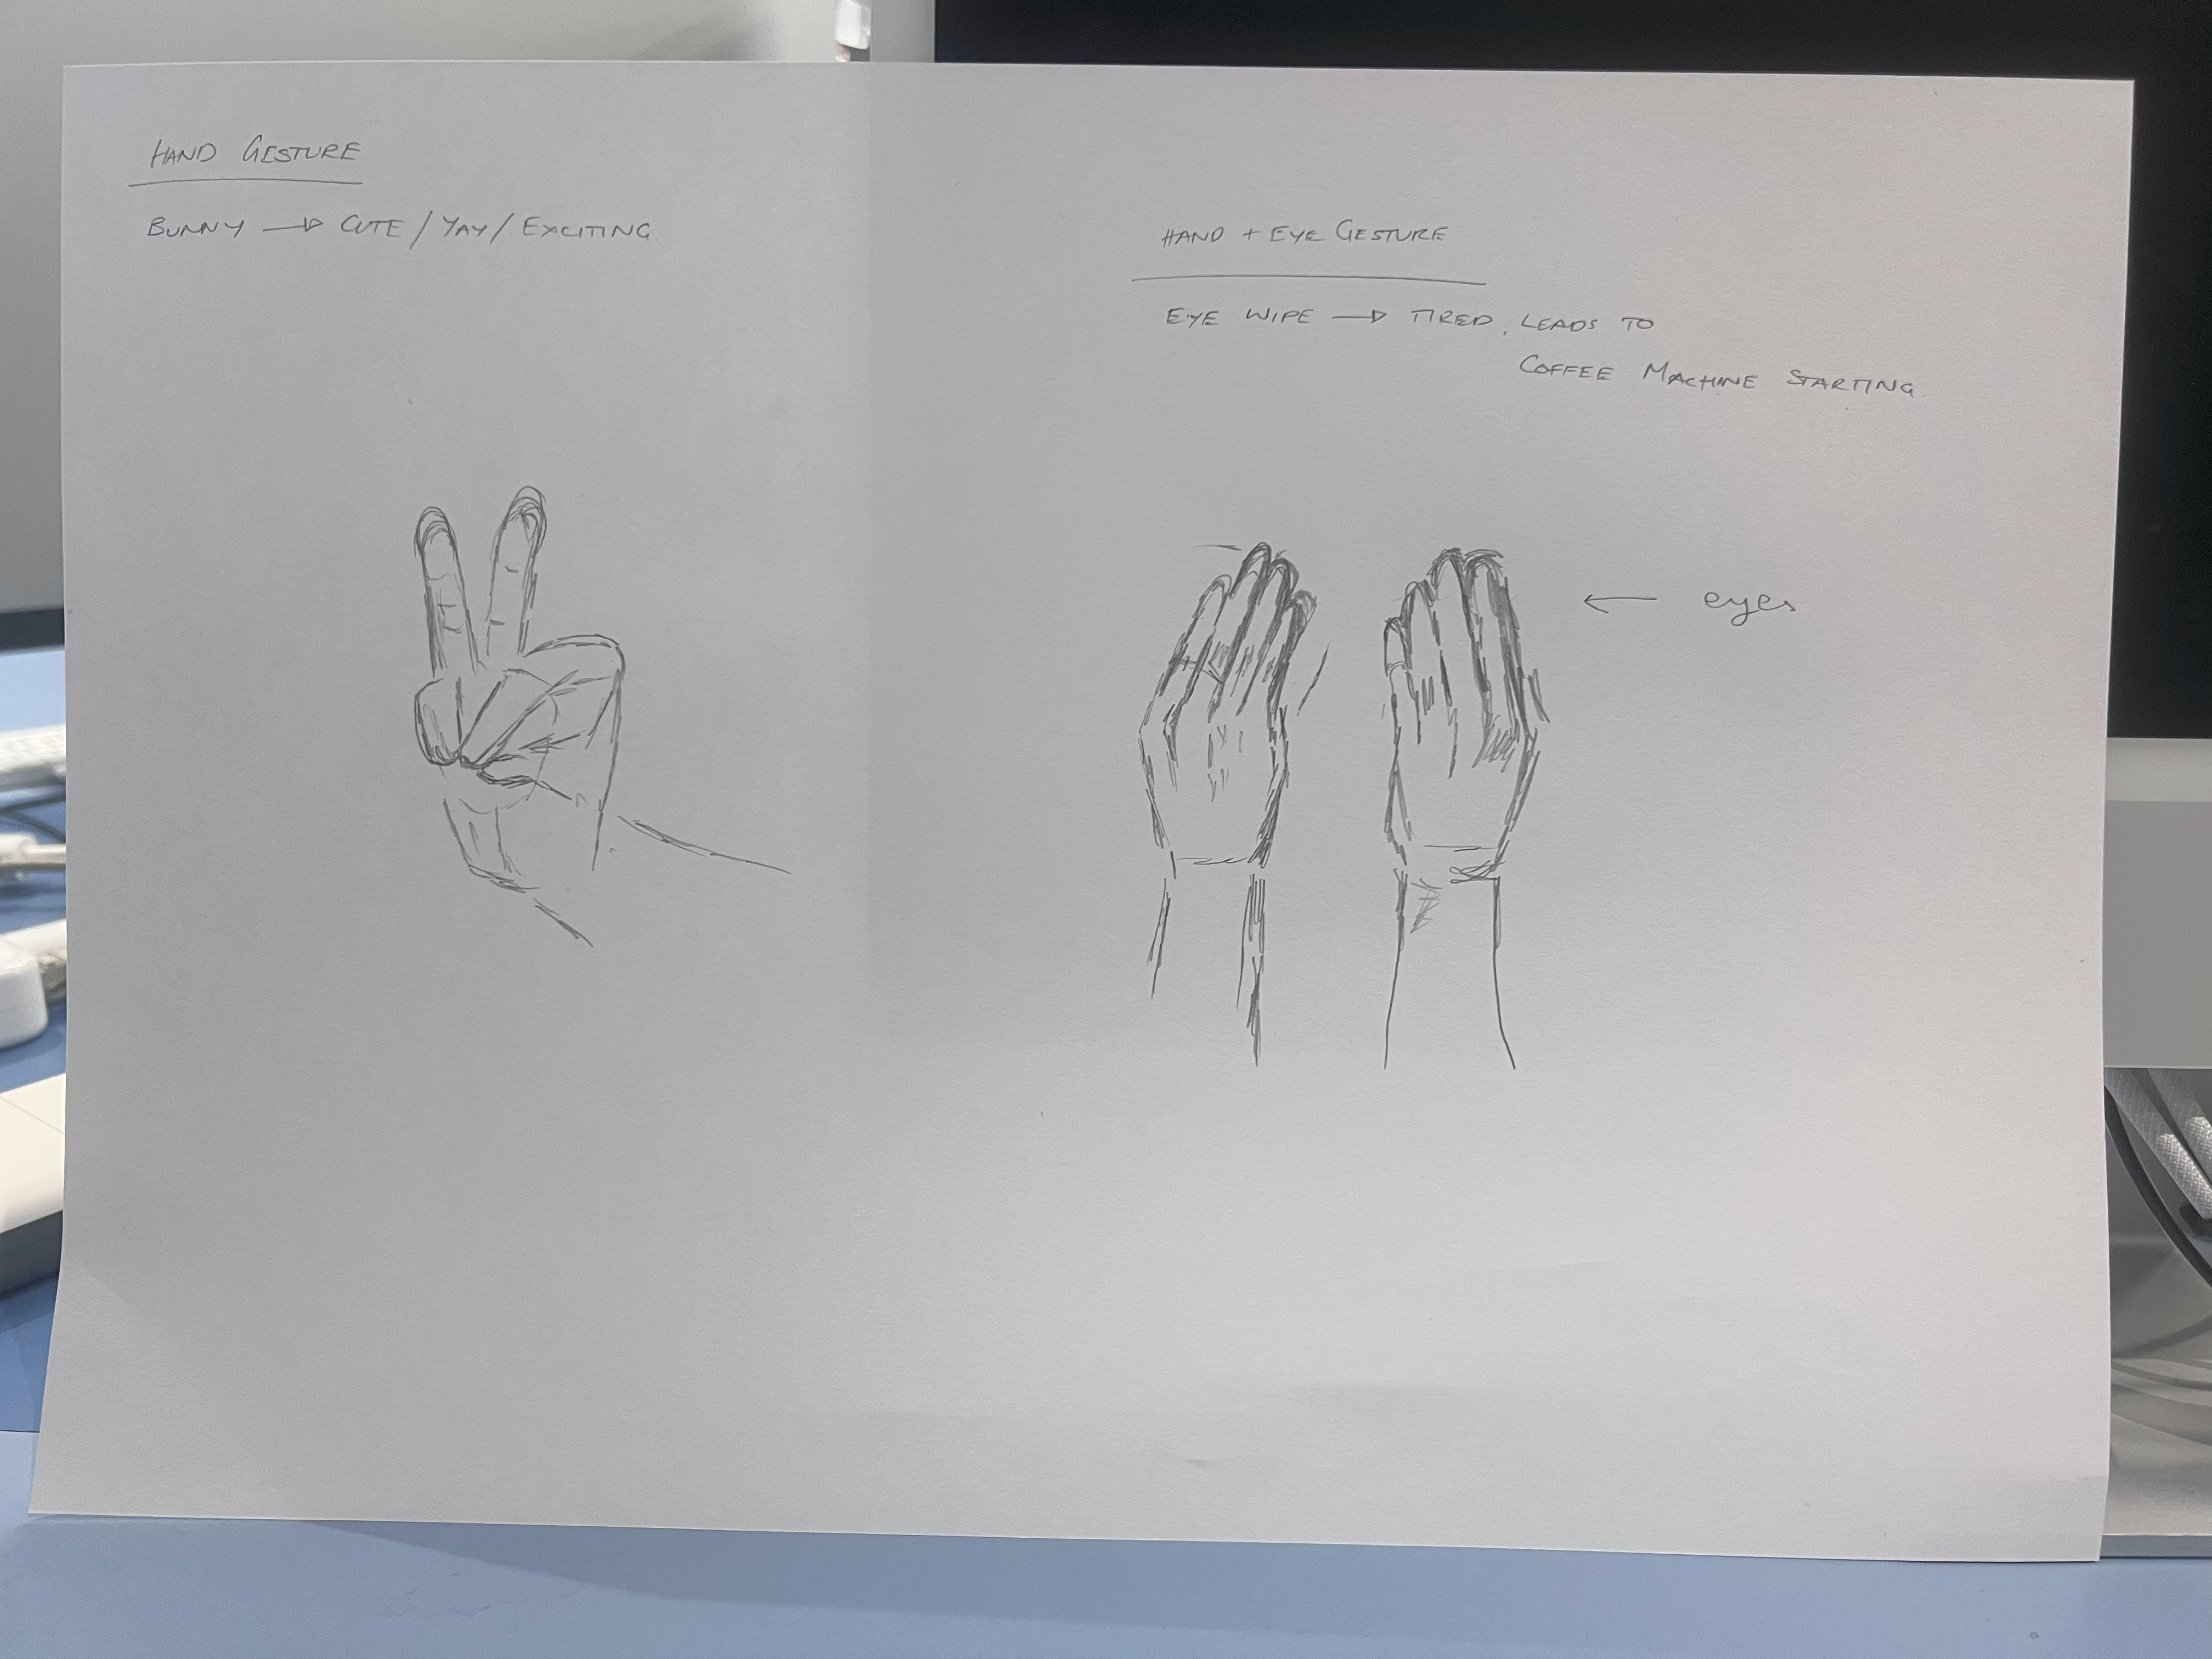 HAND GESTURE
BUNNY → CUTE / YAY / EXCITING
HAND + EYE GESTURE
EYE WIPE → TIRED, LEADS TO
COFFEE MACHINE STARTING
← eyes